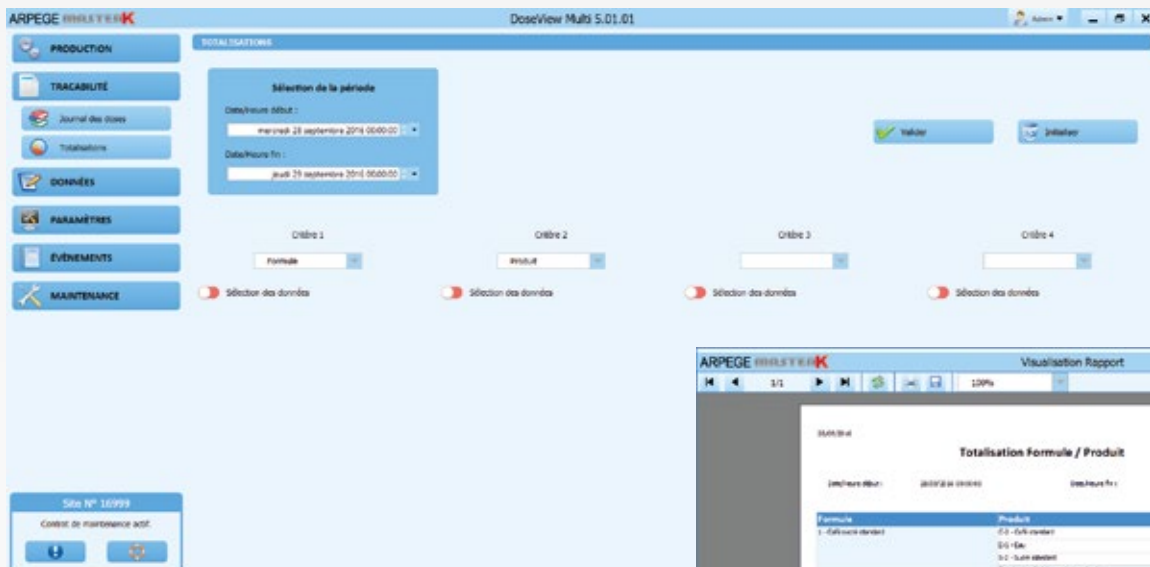 ARPEGE MASTERK
DoseView Multi 5.01.01
Admin
PRODUCTION
TOTALISATIONS
TRACABILITÉ
Journal des doses
Totalisations
DONNÉES
PARAMÈTRES
ÉVÈNEMENTS
MAINTENANCE
Sélection de la période
Date/Heure début :
mercredi 28 septembre 2016 00:00:00
Date/Heure fin :
jeudi 29 septembre 2016 00:00:00
Valider
Initialiser
Critère 1
Critère 2
Critère 3
Critère 4
Formule
Produit
Sélection des données
Sélection des données
Sélection des données
Sélection des données
Site N° 16999
Contrat de maintenance actif.
ARPEGE MASTERK
Visualisation Rapport
1/1
100%
Totalisation Formule / Produit
Date/Heure début :
Date/Heure fin :
Formule
Produit